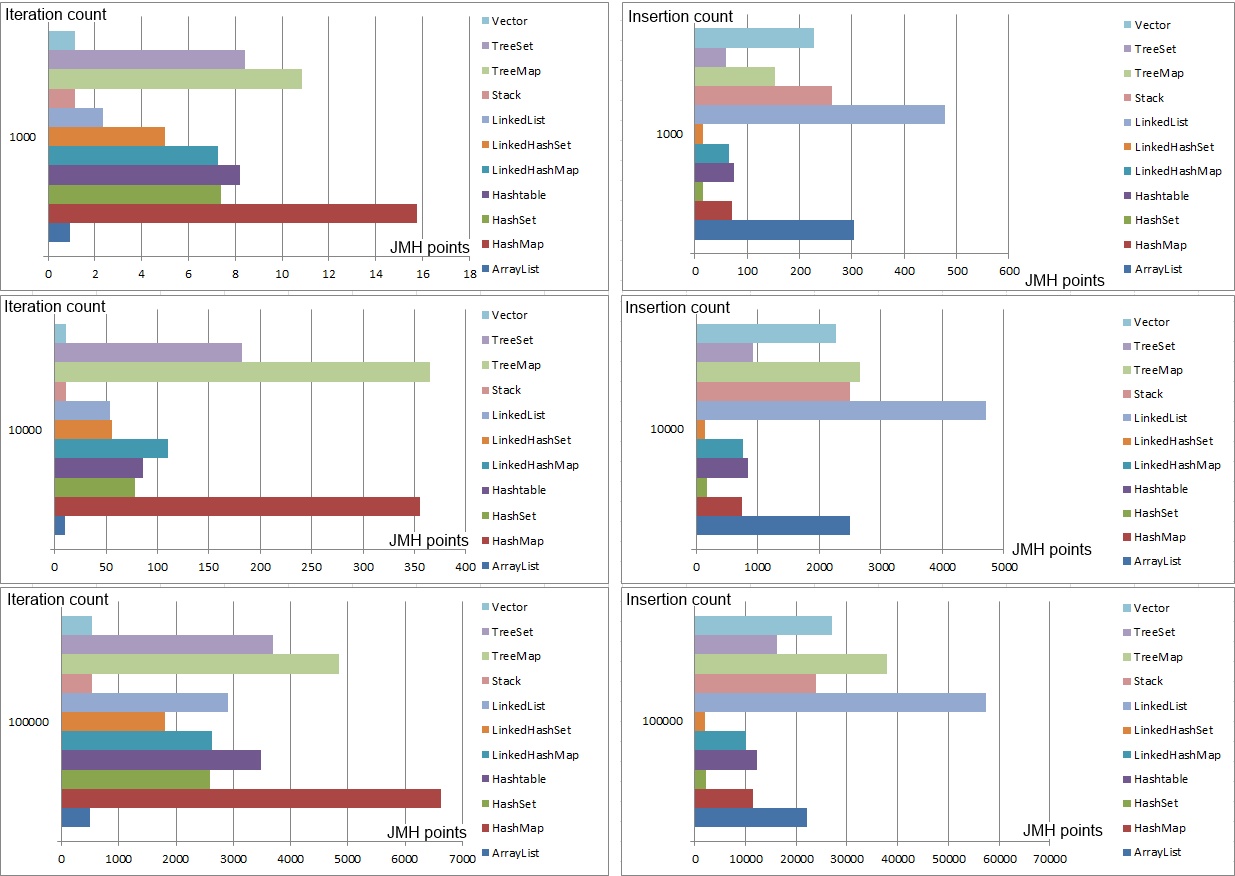 Iteration count
Vector
TreeSet
TreeMap
Stack
LinkedList
1000
LinkedHashSet
LinkedHashMap
Hashtable
HashSet
HashMap
JMH points
ArrayList
0 2 4 6 8 10 12 14 16 18
Insertion count
Vector
TreeSet
TreeMap
Stack
LinkedList
1000
LinkedHashSet
LinkedHashMap
Hashtable
HashSet
HashMap
ArrayList
0 100 200 300 400 500 600
JMH points
Iteration count
Vector
TreeSet
TreeMap
Stack
LinkedList
10000
LinkedHashSet
LinkedHashMap
Hashtable
HashSet
HashMap
JMH points
ArrayList
0 50 100 150 200 250 300 350 400
Insertion count
Vector
TreeSet
TreeMap
Stack
LinkedList
10000
LinkedHashSet
LinkedHashMap
Hashtable
HashSet
HashMap
JMH points
ArrayList
0 1000 2000 3000 4000 5000
Iteration count
Vector
TreeSet
TreeMap
Stack
LinkedList
100000
LinkedHashSet
LinkedHashMap
Hashtable
HashSet
HashMap
JMH points
ArrayList
0 1000 2000 3000 4000 5000 6000 7000
Insertion count
Vector
TreeSet
TreeMap
Stack
LinkedList
100000
LinkedHashSet
LinkedHashMap
Hashtable
HashSet
HashMap
JMH points
ArrayList
0 10000 20000 30000 40000 50000 60000 70000